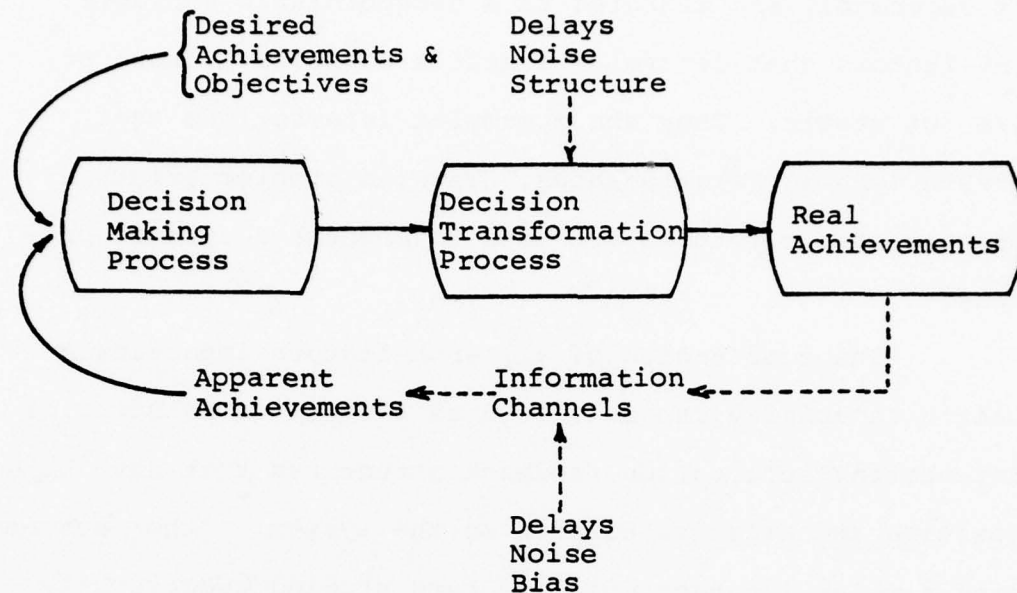 Desired
Achievements &
Objectives
Delays
Noise
Structure
Decision
Making
Process
Decision
Transformation
Process
Real
Achievements
Apparent
Achievements
Information
Channels
Delays
Noise
Bias